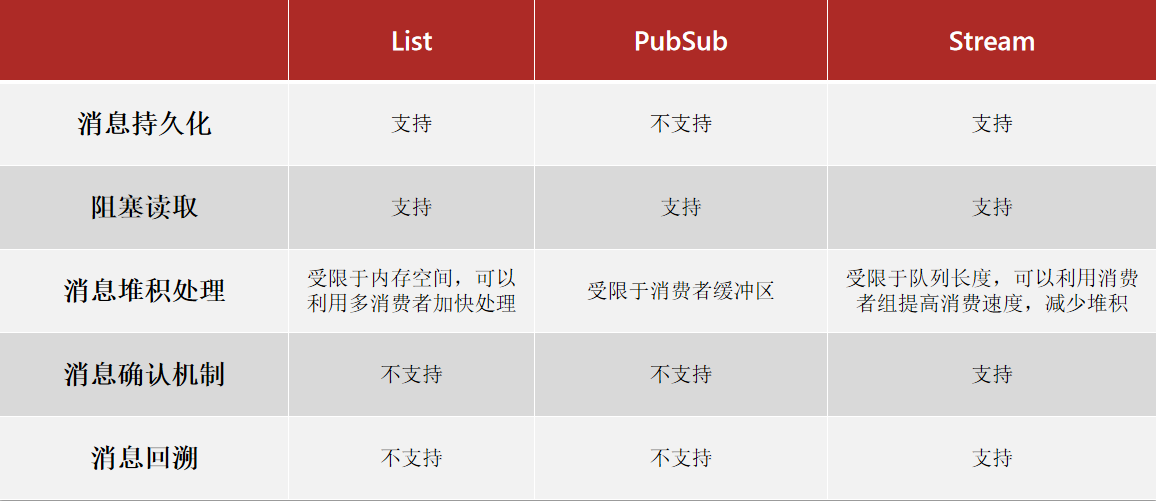 List PubSub Stream
消息持久化 支持 不支持 支持
阻塞读取 支持 支持 支持
消息堆积处理 受限于内存空间，可以 受限于消费者缓冲区 受限于队列长度，可以利用消费
利用多消费者加快处理 者组提高消费速度，减少堆积
消息确认机制 不支持 不支持 支持
消息回溯 不支持 不支持 支持